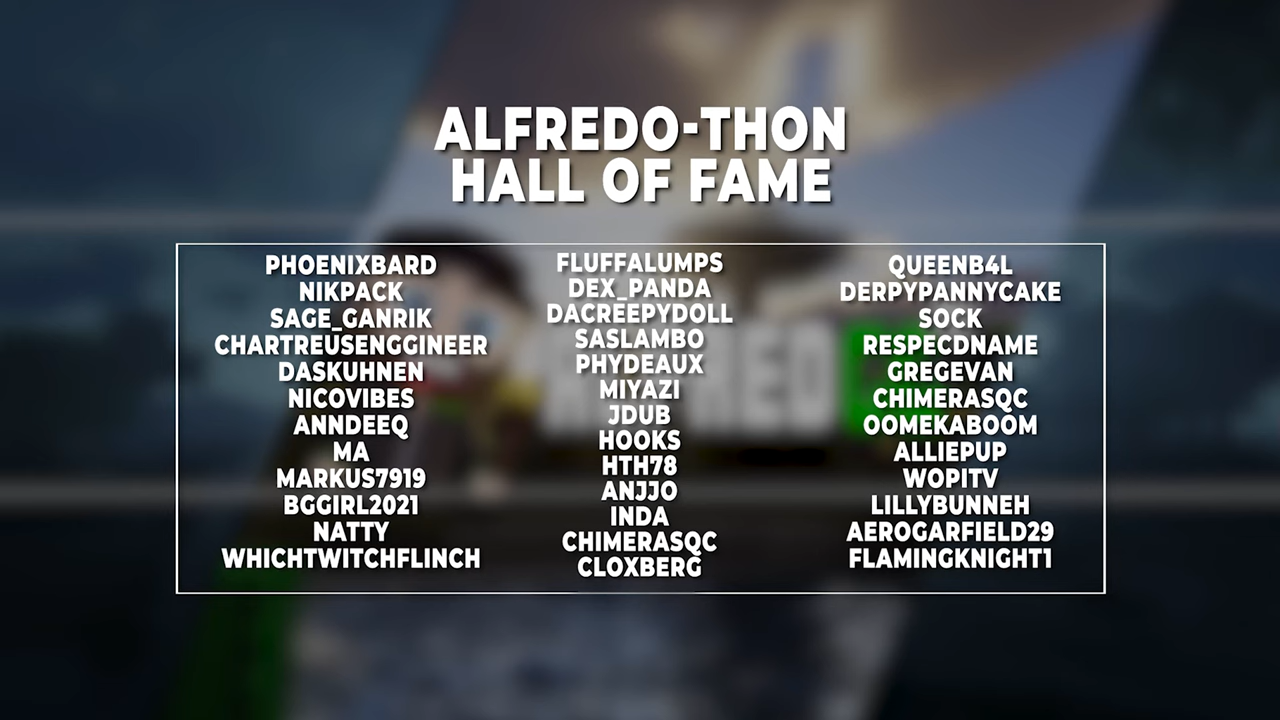 ALFREDO-THON
HALL OF FAME
PHOENIXBARD
NIKPACK
SAGE_GANRIK
CHARTREUSENGGINEER
DASKUHNEN
NICOVIBES
ANNDEEQ
MA
MARKUS7919
BGGIRL2021
NATTY
WHICHTWITCHFLINCH
FLUFFALUMPS
DEX_PANDA
DACREEPYDOLL
SASLAMBO
PHYDEAUX
MIYAZI
JDUB
HOOKS
HTH78
ANJJO
INDA
CHIMERASQC
CLOXBERG
QUEENB4L
DERPYPANNYCAKE
SOCK
RESPECDNAME
GREGEVAN
CHIMERASQC
OOMEKABOOM
ALLIEPUP
WOPITV
LILLYBUNNEH
AEROGARFIELD29
FLAMINGKNIGHT1